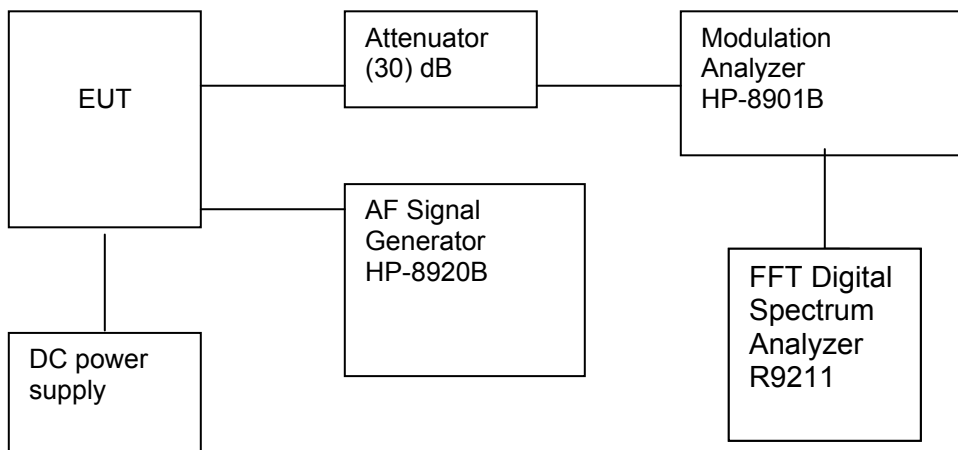 EUT
Attenuator
(30) dB
Modulation
Analyzer
HP-8901B
AF Signal
Generator
HP-8920B
FFT Digital
Spectrum
Analyzer
R9211
DC power
supply